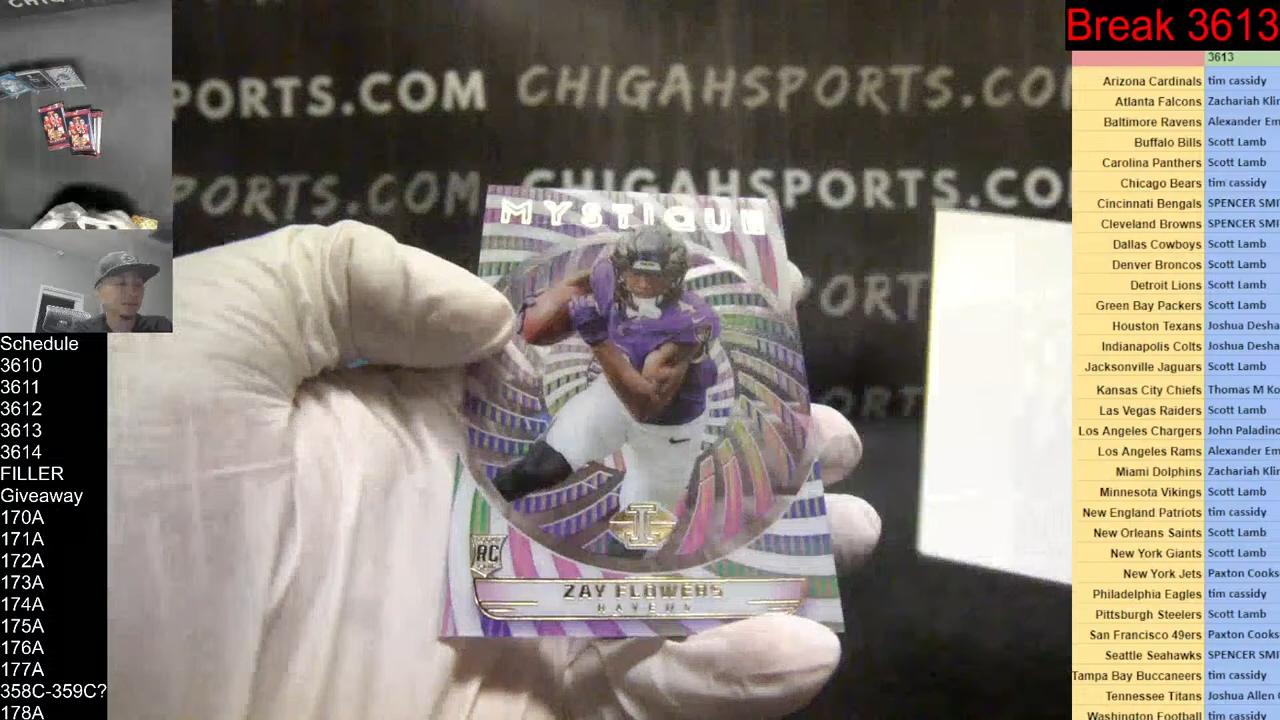 Break 3613
3613
Arizona Cardinals tim cassidy
Atlanta Falcons Zachariah Klin
Baltimore Ravens Alexander Em
Buffalo Bills Scott Lamb
Carolina Panthers Scott Lamb
Chicago Bears tim cassidy
Cincinnati Bengals SPENCER SMI
Cleveland Browns SPENCER SMI
Dallas Cowboys Scott Lamb
Denver Broncos Scott Lamb
Detroit Lions Scott Lamb
Green Bay Packers Scott Lamb
Houston Texans Joshua Desha
Indianapolis Colts Joshua Desha
Jacksonville Jaguars Scott Lamb
Kansas City Chiefs Thomas M Ko
Las Vegas Raiders Scott Lamb
Los Angeles Chargers John Paladino
Los Angeles Rams Alexander Em
Miami Dolphins Zachariah Klin
Minnesota Vikings Scott Lamb
New England Patriots tim cassidy
New Orleans Saints Scott Lamb
New York Giants Scott Lamb
New York Jets Paxton Cooks
Philadelphia Eagles tim cassidy
Pittsburgh Steelers Scott Lamb
San Francisco 49ers Paxton Cooks
Seattle Seahawks SPENCER SMI
Tampa Bay Buccaneers tim cassidy
Tennessee Titans Joshua Allen
Washington Football tim cassidy
PORTS.COM CHIGAHSPORTS.COM
PORTS.COM CHIGAHSPORTS.CO
PORT
ORT
MYSTIQUE
RC
ZAY FLOWERS
RAVENS
Schedule
3610
3611
3612
3613
3614
FILLER
Giveaway
170A
171A
172A
173A
174A
175A
176A
177A
358C-359C?
178A